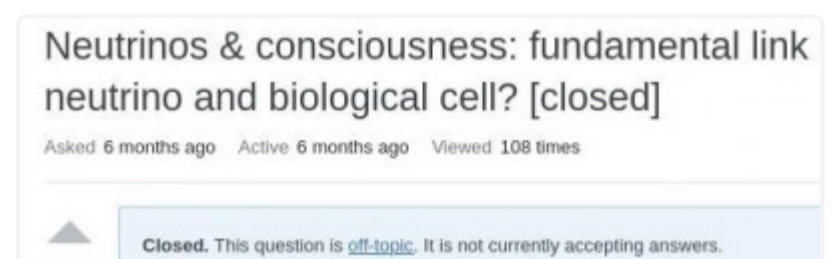 Neutrinos & consciousness: fundamental link
neutrino and biological cell? [closed]
Asked 6 months ago Active 6 months ago Viewed 108 times
Closed. This question is off-topic. It is not currently accepting answers.